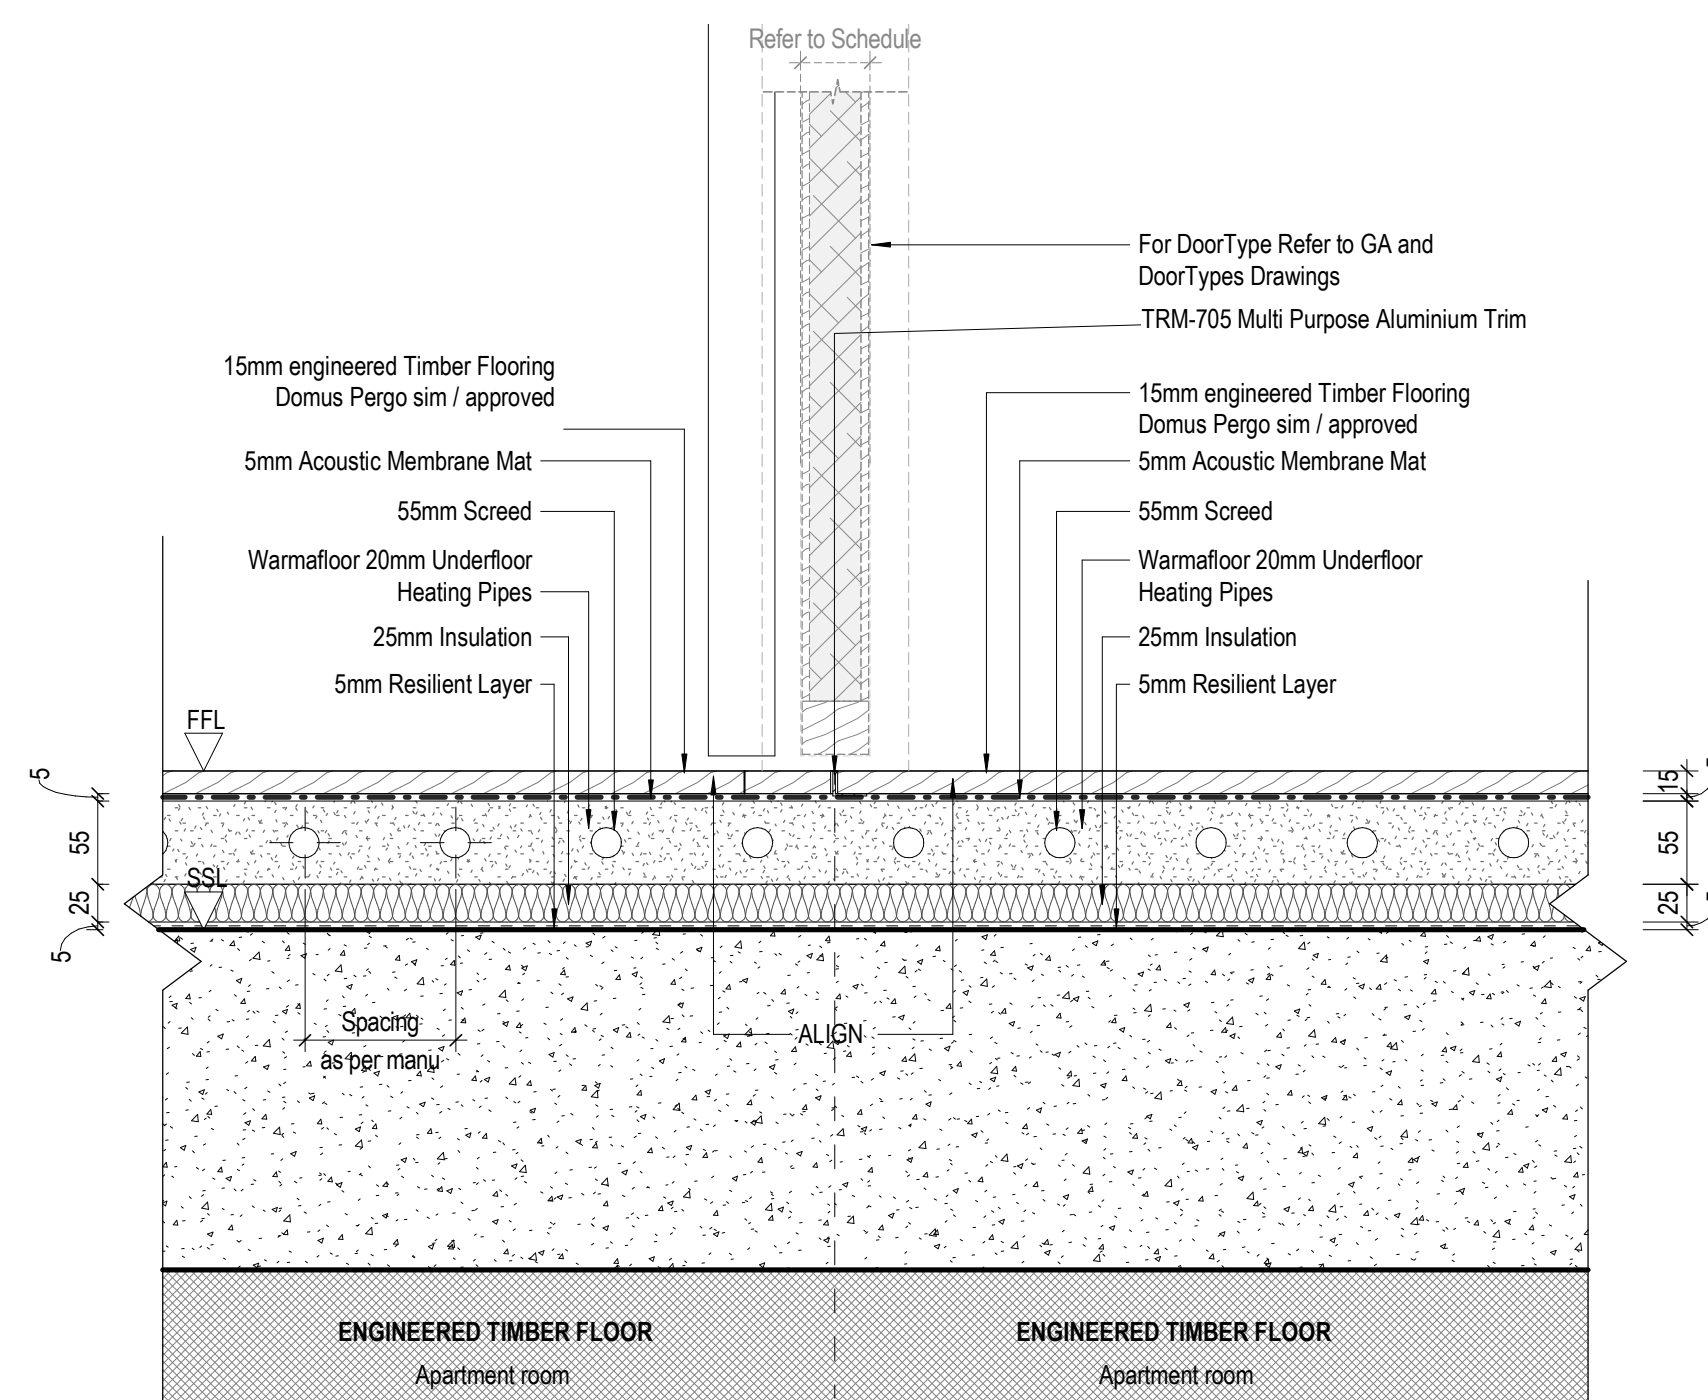 Refer to Schedule
For DoorType Refer to GA and
DoorTypes Drawings
TRM-705 Multi Purpose Aluminium Trim
15mm engineered Timber Flooring
Domus Pergo sim / approved
5mm Acoustic Membrane Mat
55mm Screed
Warmafloor 20mm Underfloor
Heating Pipes
25mm Insulation
5mm Resilient Layer
15mm engineered Timber Flooring
Domus Pergo sim / approved
5mm Acoustic Membrane Mat
55mm Screed
Warmafloor 20mm Underfloor
Heating Pipes
25mm Insulation
5mm Resilient Layer
FFL
5
55
25
5
SSL
15
55
25
Spacing
as per manu
ALIGN
ENGINEERED TIMBER FLOOR
Apartment room
ENGINEERED TIMBER FLOOR
Apartment room